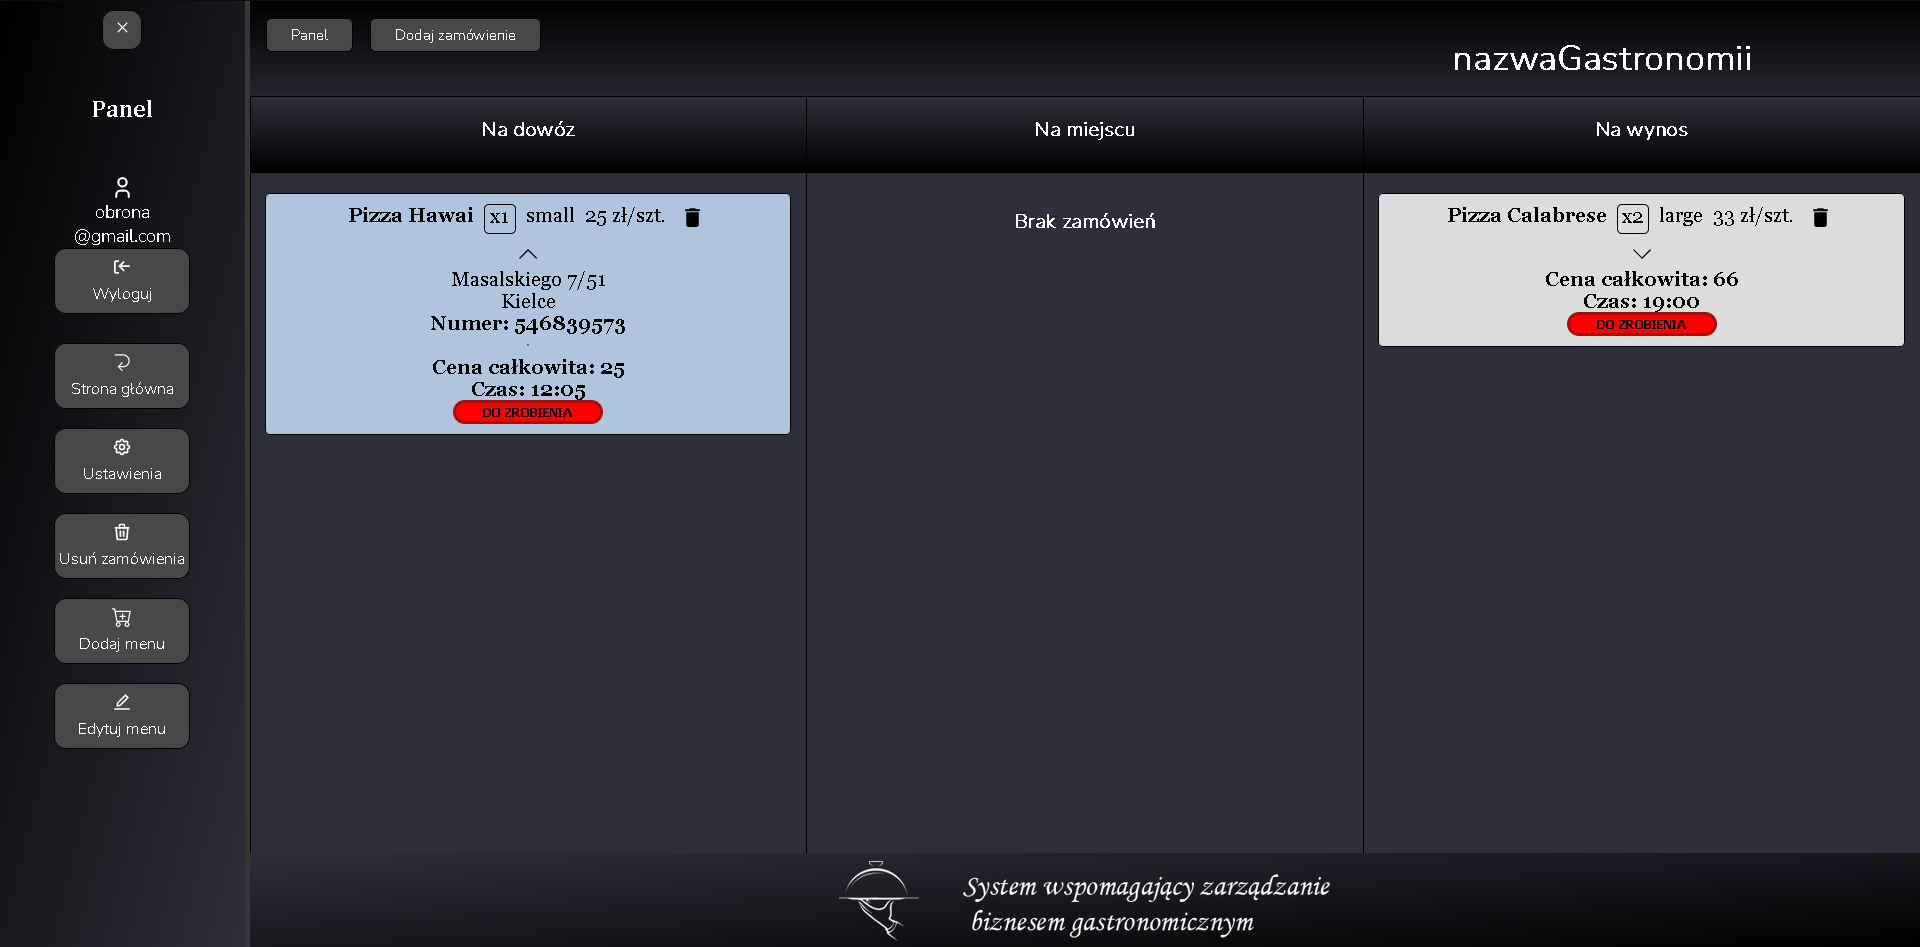 Panel
obrona
@gmail.com
Wyloguj
Strona główna
Ustawienia
Usuń zamówienia
Dodaj menu
Edytuj menu
Panel Dodaj zamówienie
nazwaGastronomii
Na dowóz
Pizza Hawai x1 small 25 zł/szt.
Masalskiego 7/51
Kielce
Numer: 546839573
Cena całkowita: 25
Czas: 12:05
DO ZROBIENIA
Na miejscu
Brak zamówień
Na wynos
Pizza Calabrese x2 large 33 zł/szt.
Cena całkowita: 66
Czas: 19:00
DO ZROBIENIA
System wspomagający zarządzanie
biznesem gastronomicznym